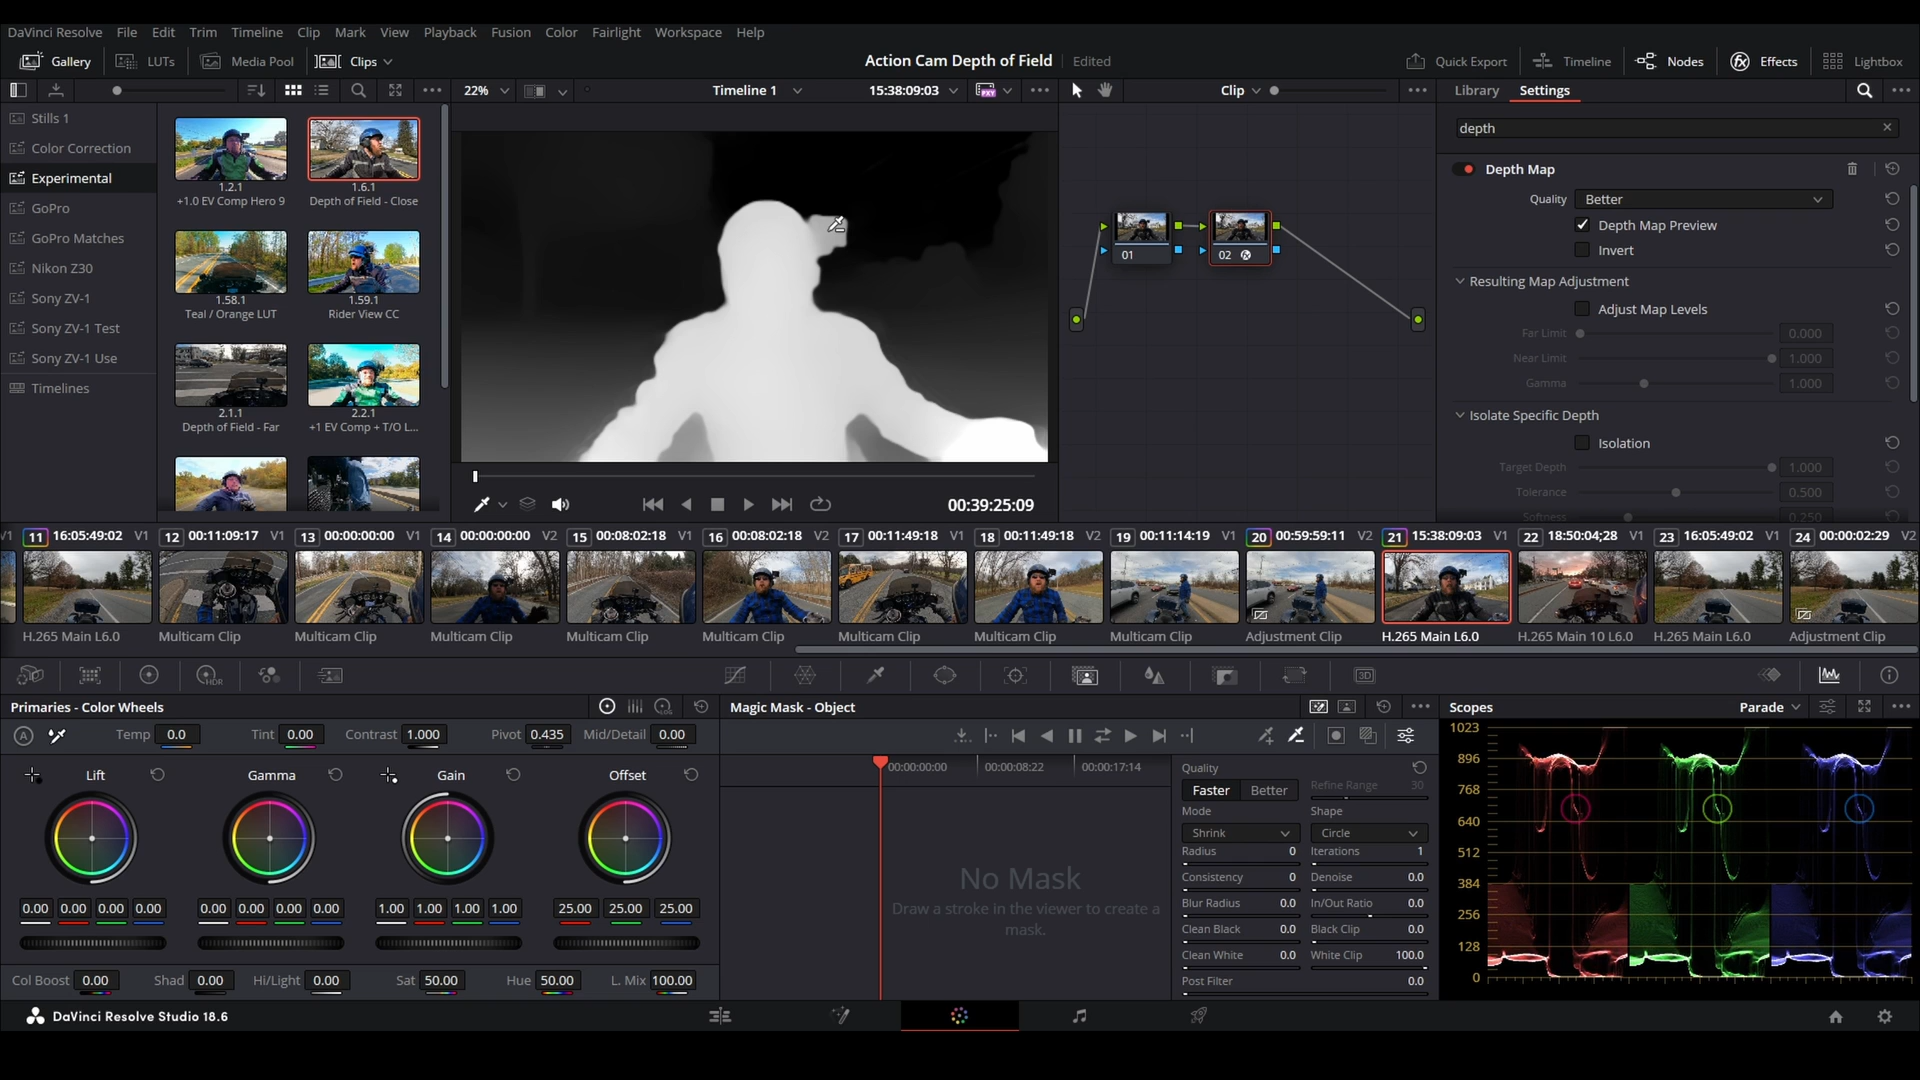 DaVinci Resolve File Edit Trim Timeline Clip Mark View Playback Fusion Color Fairlight Workspace Help
Gallery LUTs Media Pool Clips Action Cam Depth of Field Edited Quick Export Timeline Nodes Effects Lightbox
22% Timeline 1 15:38:09:03 PXY Clip Library Settings
Stills 1
Color Correction
Experimental
GoPro
GoPro Matches
Nikon Z30
Sony ZV-1
Sony ZV-1 Test
Sony ZV-1 Use
Timelines
1.2.1 1.6.1
+1.0 EV Comp Hero 9 Depth of Field - Close
1.58.1 1.59.1
Teal / Orange LUT Rider View CC
2.1.1 2.2.1
Depth of Field - Far +1 EV Comp + T/O L...
00:39:25:09
01 02
depth
Depth Map
Quality Better
Depth Map Preview
Invert
Resulting Map Adjustment
Adjust Map Levels
Far Limit 0.000
Near Limit 1.000
Gamma 1.000
Isolate Specific Depth
Isolation
Target Depth 1.000
Tolerance 0.500
Softness 0.250
V1 11 16:05:49:02 V1 12 00:11:09:17 V1 13 00:00:00:00 V1 14 00:00:00:00 V2 15 00:08:02:18 V1 16 00:08:02:18 V2 17 00:11:49:18 V1 18 00:11:49:18 V2 19 00:11:14:19 V1 20 00:59:59:11 V2 21 15:38:09:03 V1 22 18:50:04;28 V1 23 16:05:49:02 V1 24 00:00:02:29 V2
H.265 Main L6.0 Multicam Clip Multicam Clip Multicam Clip Multicam Clip Multicam Clip Multicam Clip Multicam Clip Multicam Clip Adjustment Clip H.265 Main L6.0 H.265 Main 10 L6.0 H.265 Main L6.0 Adjustment Clip
HDR 3D
Primaries - Color Wheels
A Temp 0.0 Tint 0.00 Contrast 1.000 Pivot 0.435 Mid/Detail 0.00
Lift Gamma Gain Offset
0.00 0.00 0.00 0.00 0.00 0.00 0.00 0.00 1.00 1.00 1.00 1.00 25.00 25.00 25.00
Col Boost 0.00 Shad 0.00 Hi/Light 0.00 Sat 50.00 Hue 50.00 L. Mix 100.00
Magic Mask - Object
00:00:00:00 00:00:08:22 00:00:17:14
No Mask
Draw a stroke in the viewer to create a
mask.
Quality
Faster Better Refine Range 30
Mode Shape
Shrink Circle
Radius 0 Iterations 1
Consistency 0 Denoise 0.0
Blur Radius 0.0 In/Out Ratio 0.0
Clean Black 0.0 Black Clip 0.0
Clean White 0.0 White Clip 100.0
Post Filter 0.0
Scopes Parade
1023
896
768
640
512
384
256
128
0
DaVinci Resolve Studio 18.6